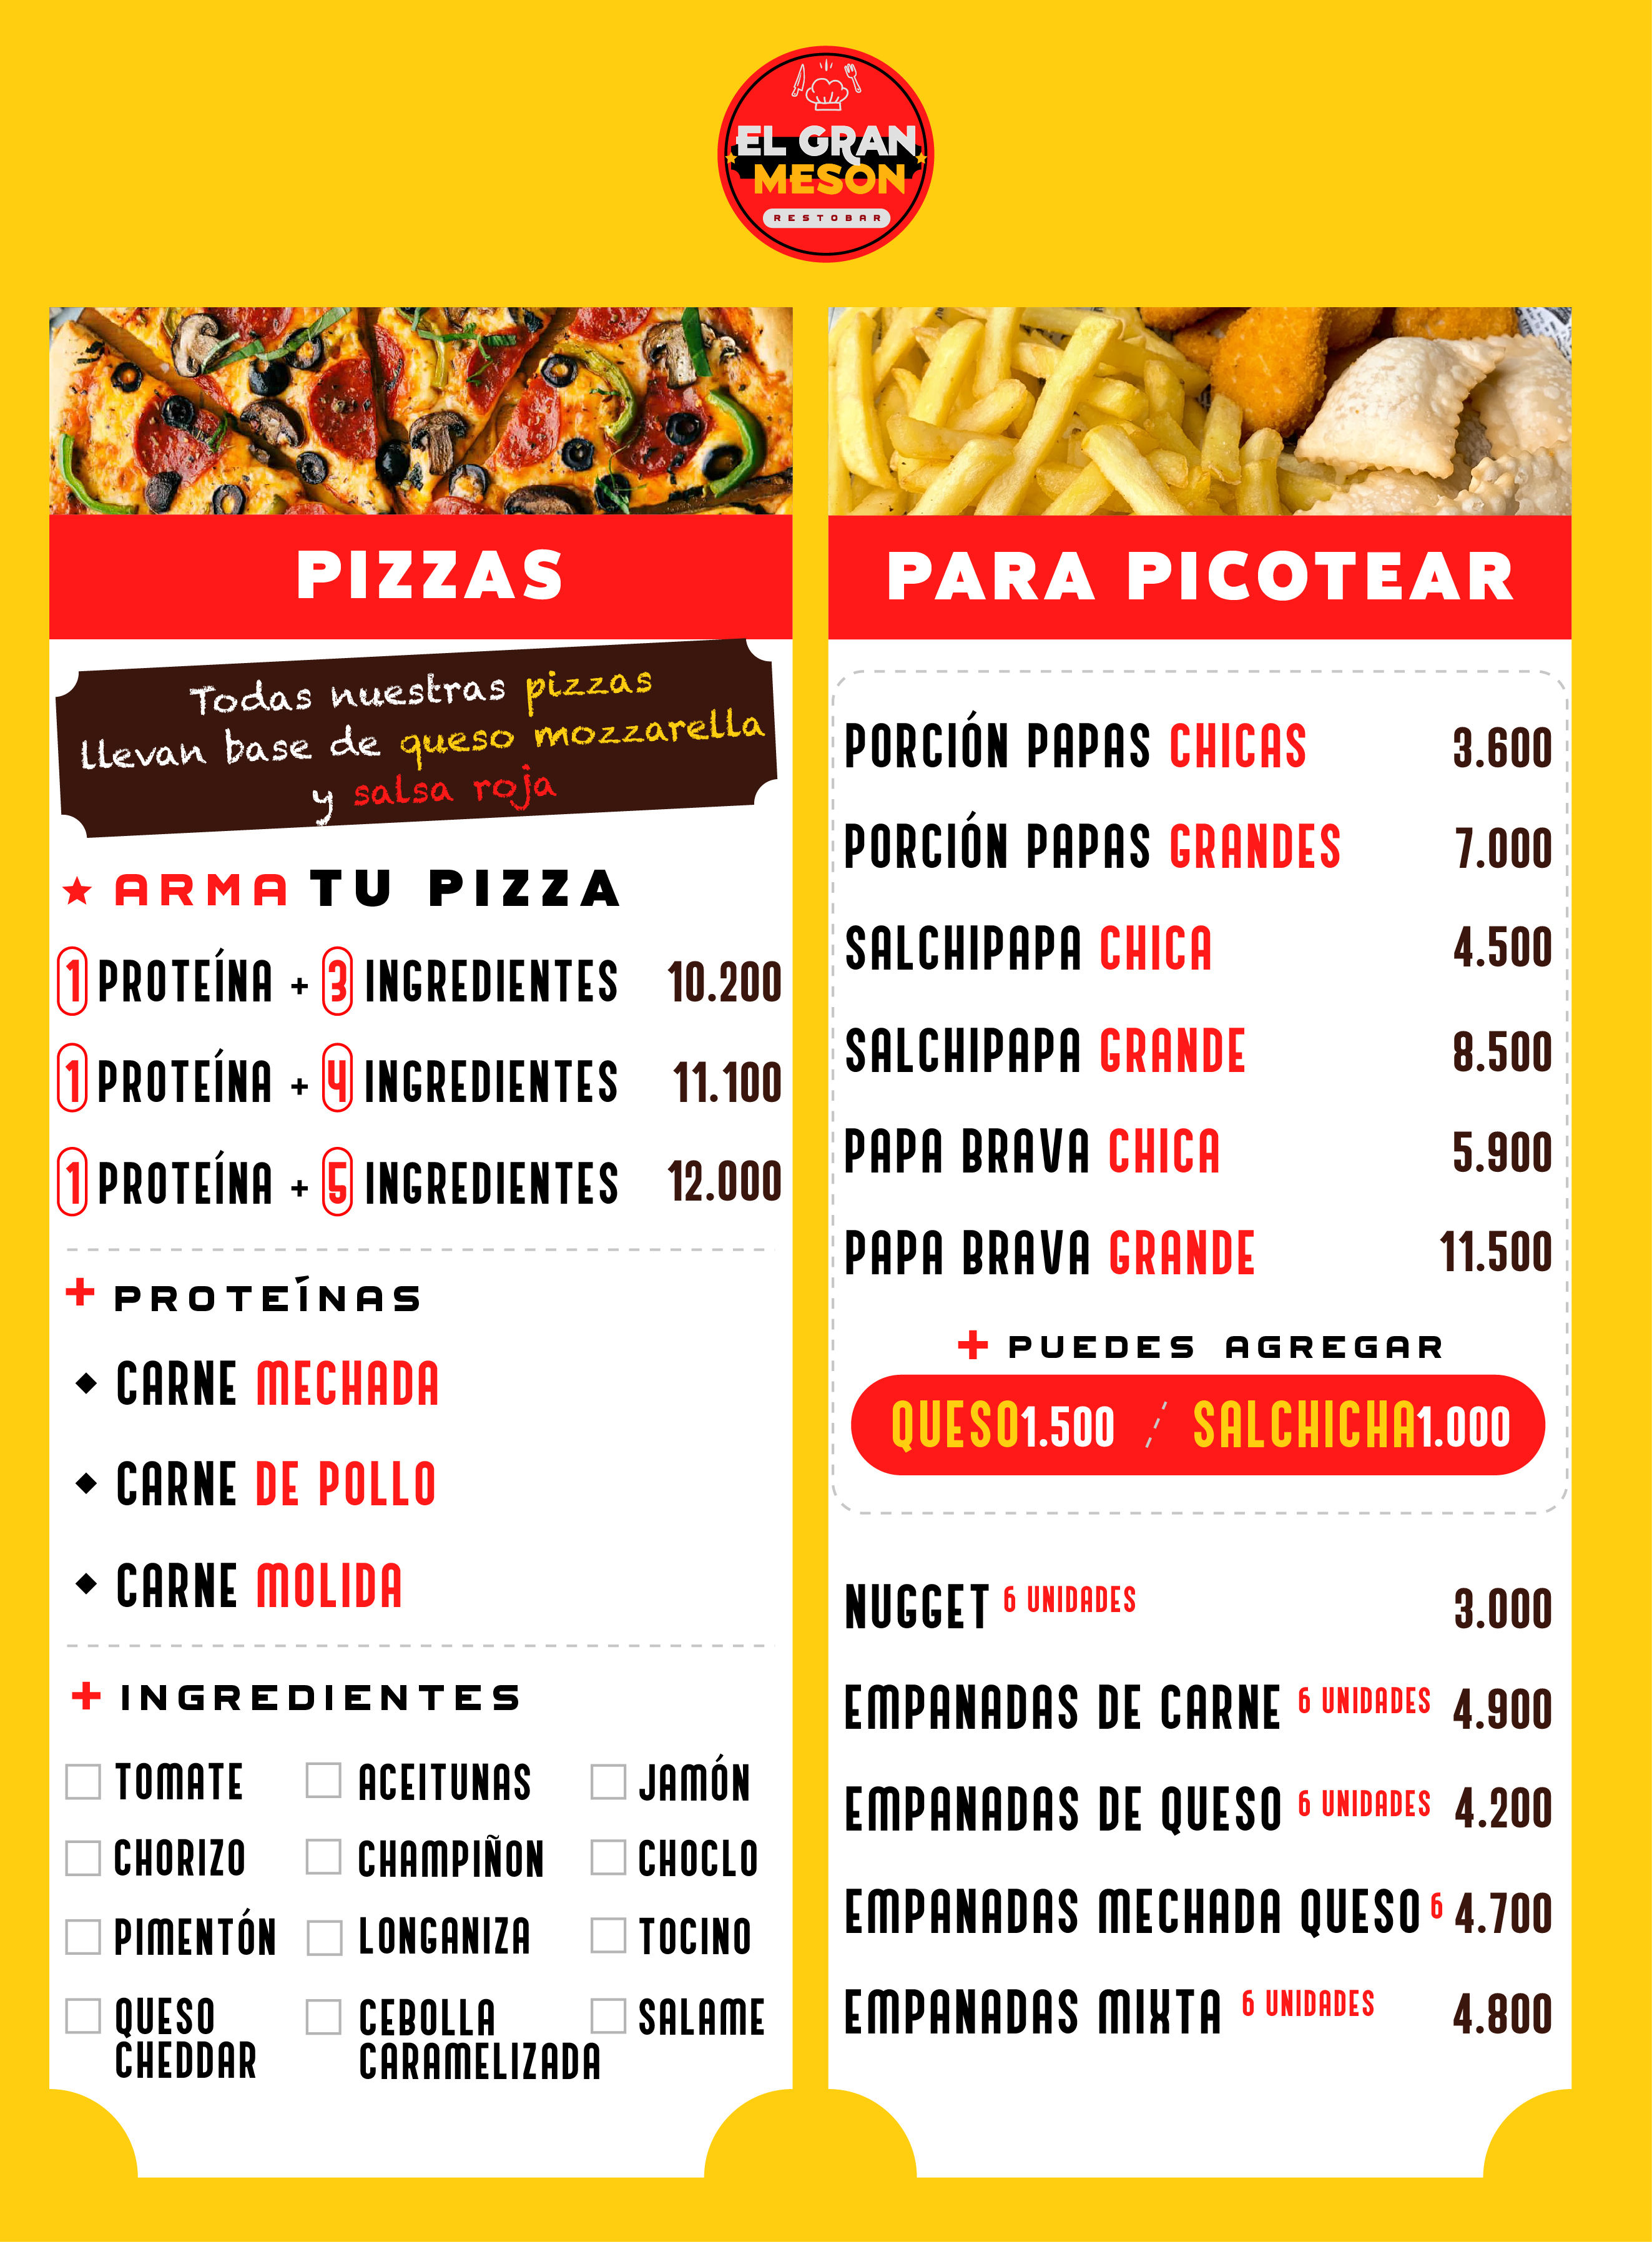 EL GRAN
MESON
RESTOBAR
PIZZAS
Todas nuestras pizzas
llevan base de queso mozzarella
y salsa roja
ARMA TU PIZZA
1 PROTEÍNA + 3 INGREDIENTES 10.200
1 PROTEÍNA + 4 INGREDIENTES 11.100
1 PROTEÍNA + 5 INGREDIENTES 12.000
+ PROTEÍNAS
CARNE MECHADA
CARNE DE POLLO
CARNE MOLIDA
+ INGREDIENTES
TOMATE ACEITUNAS JAMÓN
CHORIZO CHAMPIÑON CHOCLO
PIMENTÓN LONGANIZA TOCINO
QUESO CEBOLLA SALAME
CHEDDAR CARAMELIZADA
PARA PICOTEAR
PORCIÓN PAPAS CHICAS 3.600
PORCIÓN PAPAS GRANDES 7.000
SALCHIPAPA CHICA 4.500
SALCHIPAPA GRANDE 8.500
PAPA BRAVA CHICA 5.900
PAPA BRAVA GRANDE 11.500
+ PUEDES AGREGAR
QUESO 1.500 / SALCHICHA 1.000
NUGGET 6 UNIDADES 3.000
EMPANADAS DE CARNE 6 UNIDADES 4.900
EMPANADAS DE QUESO 6 UNIDADES 4.200
EMPANADAS MECHADA QUESO 6 4.700
EMPANADAS MIXTA 6 UNIDADES 4.800